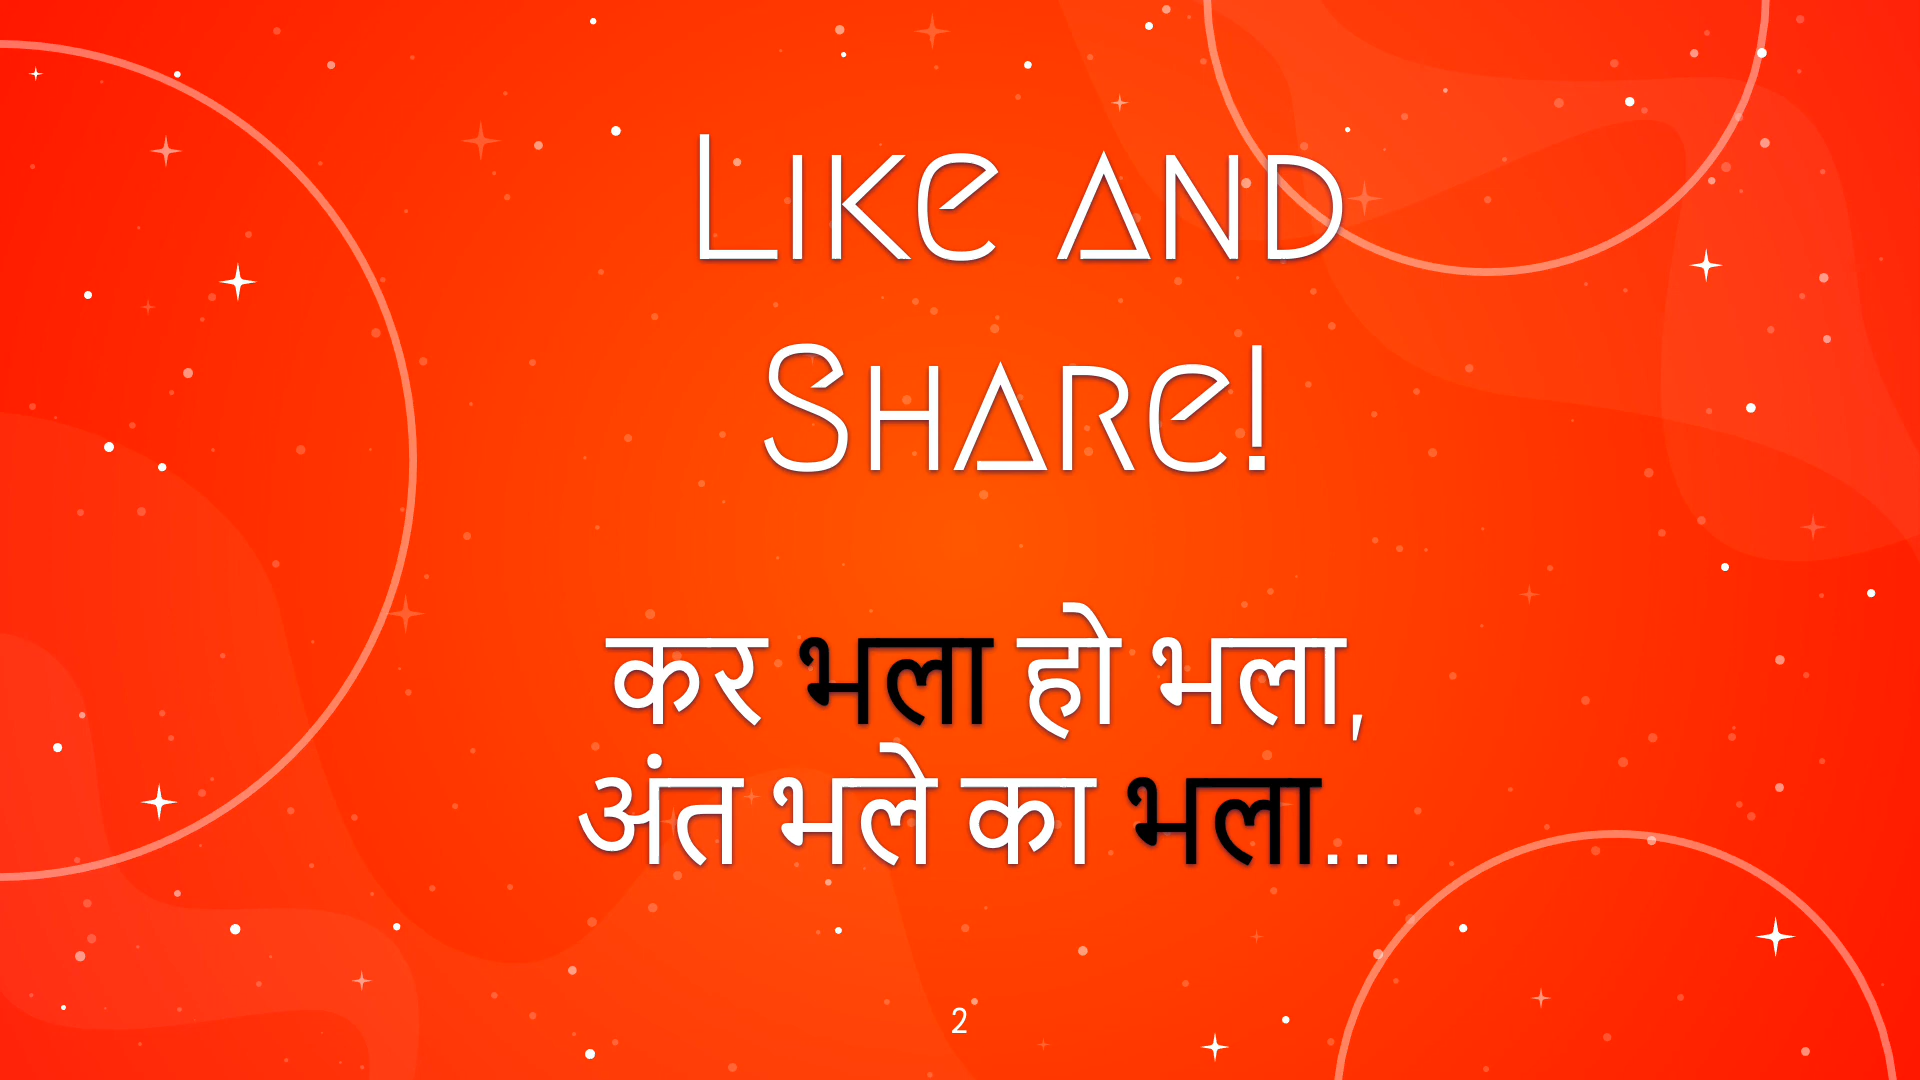 Like and
Share!
कर भला हो भला,
अंत भले का भला...
2